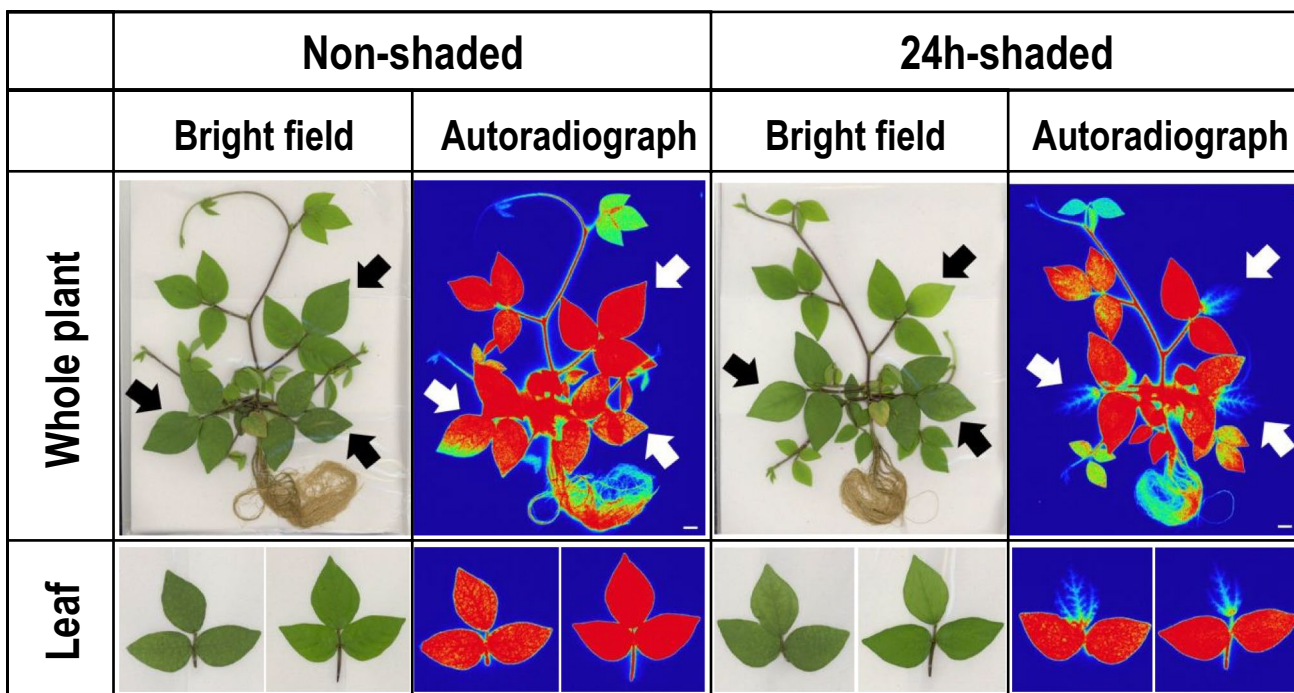 Non-shaded
24h-shaded
Bright field
Autoradiograph
Bright field
Autoradiograph
Whole plant
Leaf